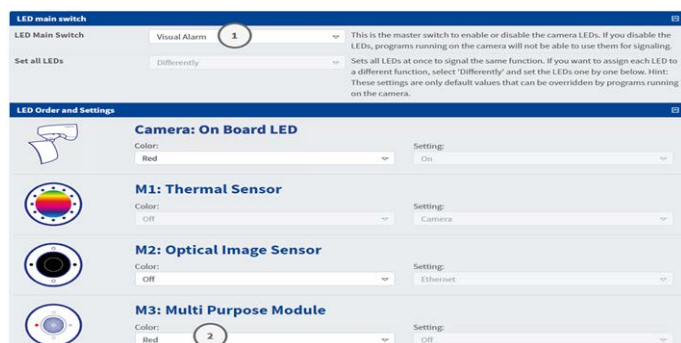 LED main switch
LED Main Switch
Visual Alarm
1
This is the master switch to enable or disable the camera LEDs. If you disable the
LEDs, programs running on the camera will not be able to use them for signaling.
Set all LEDs
Differently
Sets all LEDs at once to signal the same function. If you want to assign each LED to
a different function, select 'Differently' and set the LEDs one by one below. Hint:
These settings are only default values that can be overridden by programs running
on the camera.
LED Order and Settings
Camera: On Board LED
Color:
Setting:
Red
On
M1: Thermal Sensor
Color:
Setting:
Off
Camera
M2: Optical Image Sensor
Color:
Setting:
Off
Ethernet
M3: Multi Purpose Module
Color:
Setting:
Red
2
Off